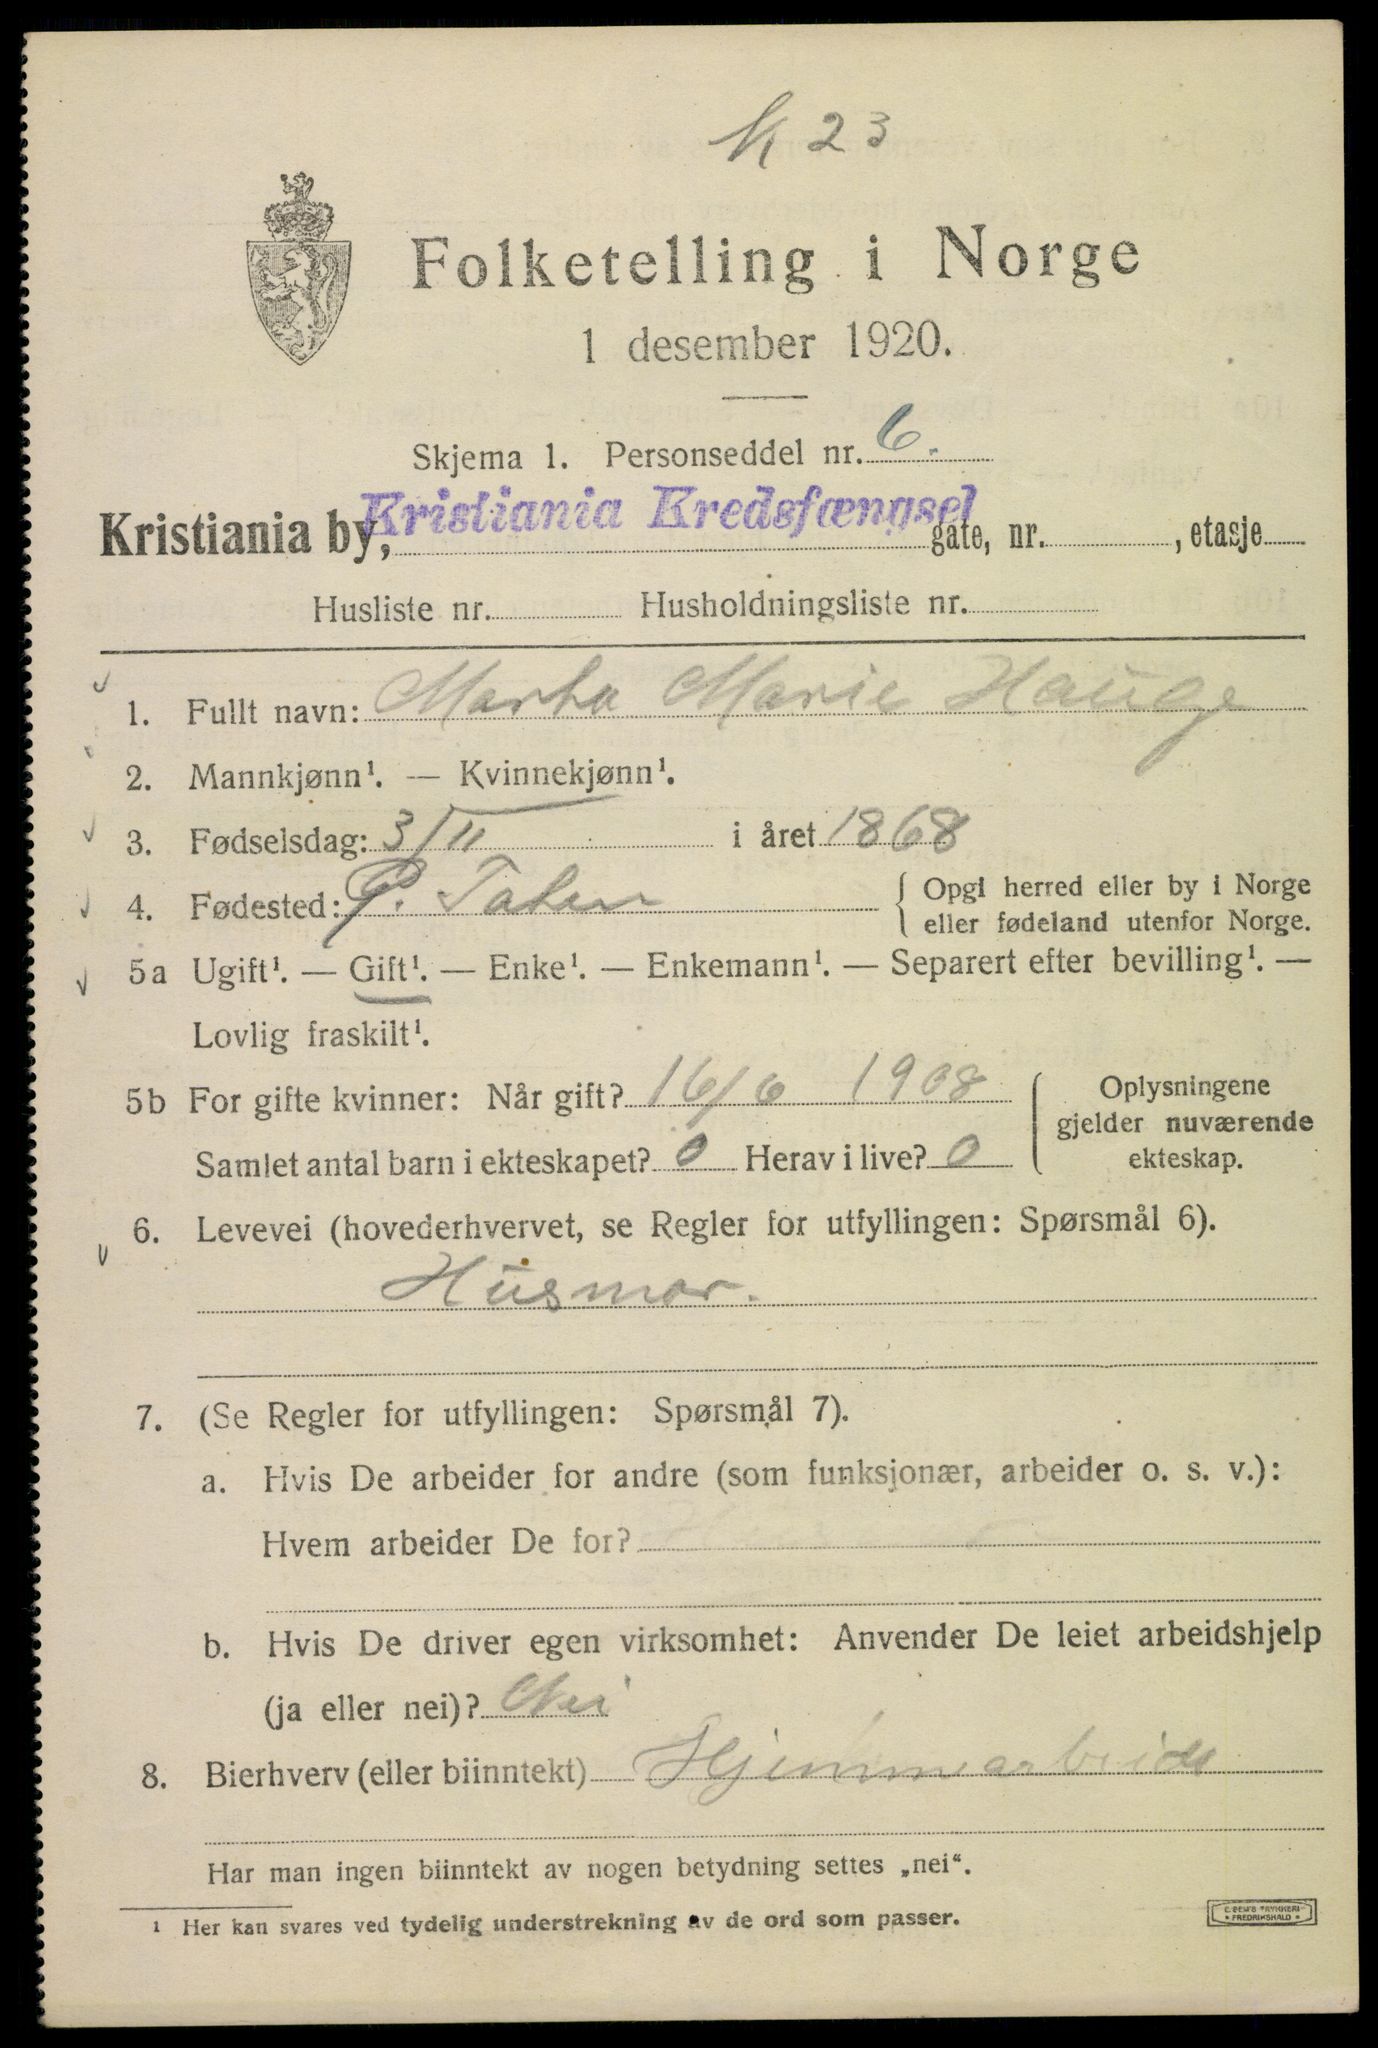 K 23
Folketelling i Norge
1 desember 1920.
Skjema 1. Personseddel nr. 6.
Kristiania by, Kristiania Kredsfængsel gate, nr. , etasje
Husliste nr. Husholdningsliste nr.
1. Fullt navn: Marta Marie Hauge
2. Mannkjønn¹. — Kvinnekjønn¹.
3. Fødselsdag: 3/11 i året 1868
4. Fødested: { Opgi herred eller by i Norge
eller fødeland utenfor Norge.
5a Ugift¹. — Gift¹. — Enke¹. — Enkemann¹. — Separert efter bevilling¹. —
Lovlig fraskilt¹.
5b For gifte kvinner: Når gift? 16/6 1908
Samlet antal barn i ekteskapet? 0 Herav i live? 0
Oplysningene
gjelder nuværende
ekteskap.
6. Levevei (hovederhvervet, se Regler for utfyllingen: Spørsmål 6).
Husmor.
7. (Se Regler for utfyllingen: Spørsmål 7).
a. Hvis De arbeider for andre (som funksjonær, arbeider o. s. v.):
Hvem arbeider De for?
b. Hvis De driver egen virksomhet: Anvender De leiet arbeidshjelp
(ja eller nei)? Nei
8. Bierhverv (eller biinntekt) Hjemmearbeide
Har man ingen biinntekt av nogen betydning settes „nei“.
¹ Her kan svares ved tydelig understrekning av de ord som passer.